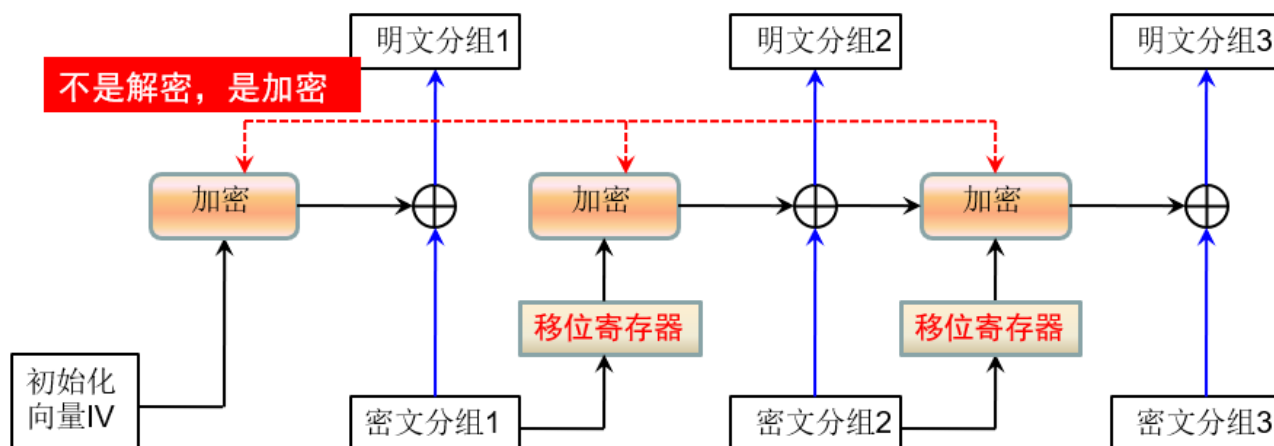 明文分组1
明文分组2
明文分组3
不是解密，是加密
加密
加密
加密
移位寄存器
移位寄存器
初始化
向量IV
密文分组1
密文分组2
密文分组3